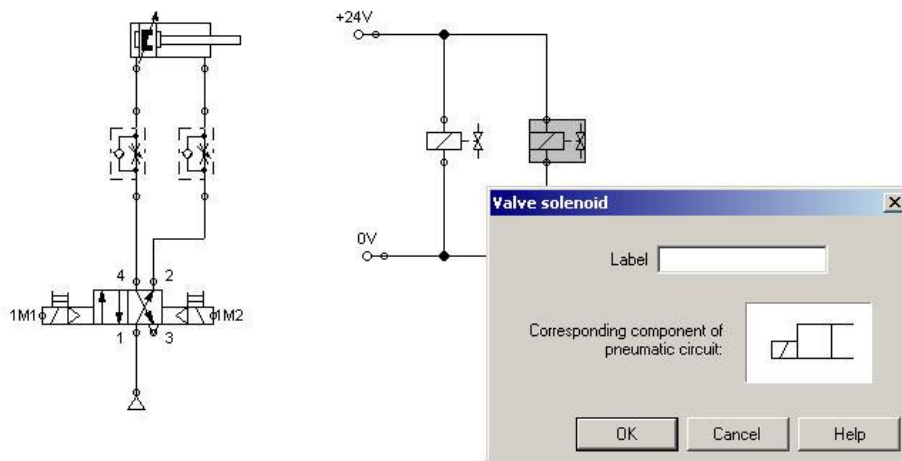 +24V
0V
4 2
1M1 1M2
1 3
Valve solenoid
Label
Corresponding component of
pneumatic circuit:
OK Cancel Help